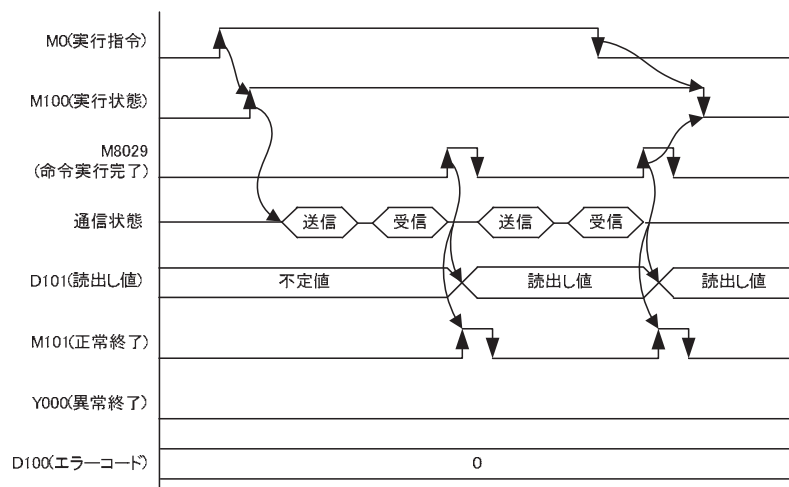 M0(実行指令)
M100(実行状態)
M8029
(命令実行完了)
通信状態
送信
受信
送信
受信
D101(読出し値)
不定値
読出し値
読出し値
M101(正常終了)
Y000(異常終了)
D100(エラーコード)
0